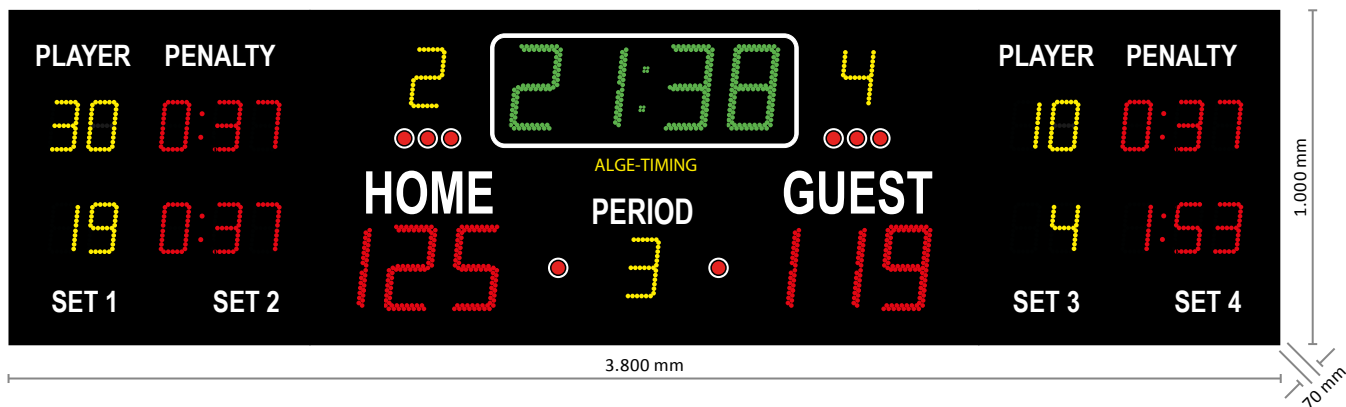 PLAYER PENALTY
2
21:38
4
PLAYER PENALTY
30 0:37
10 0:37
ALGE-TIMING
HOME
GUEST
PERIOD
19 0:37
4 1:53
125
3
119
SET 1 SET 2
SET 3 SET 4
1.000 mm
3.800 mm
70 mm